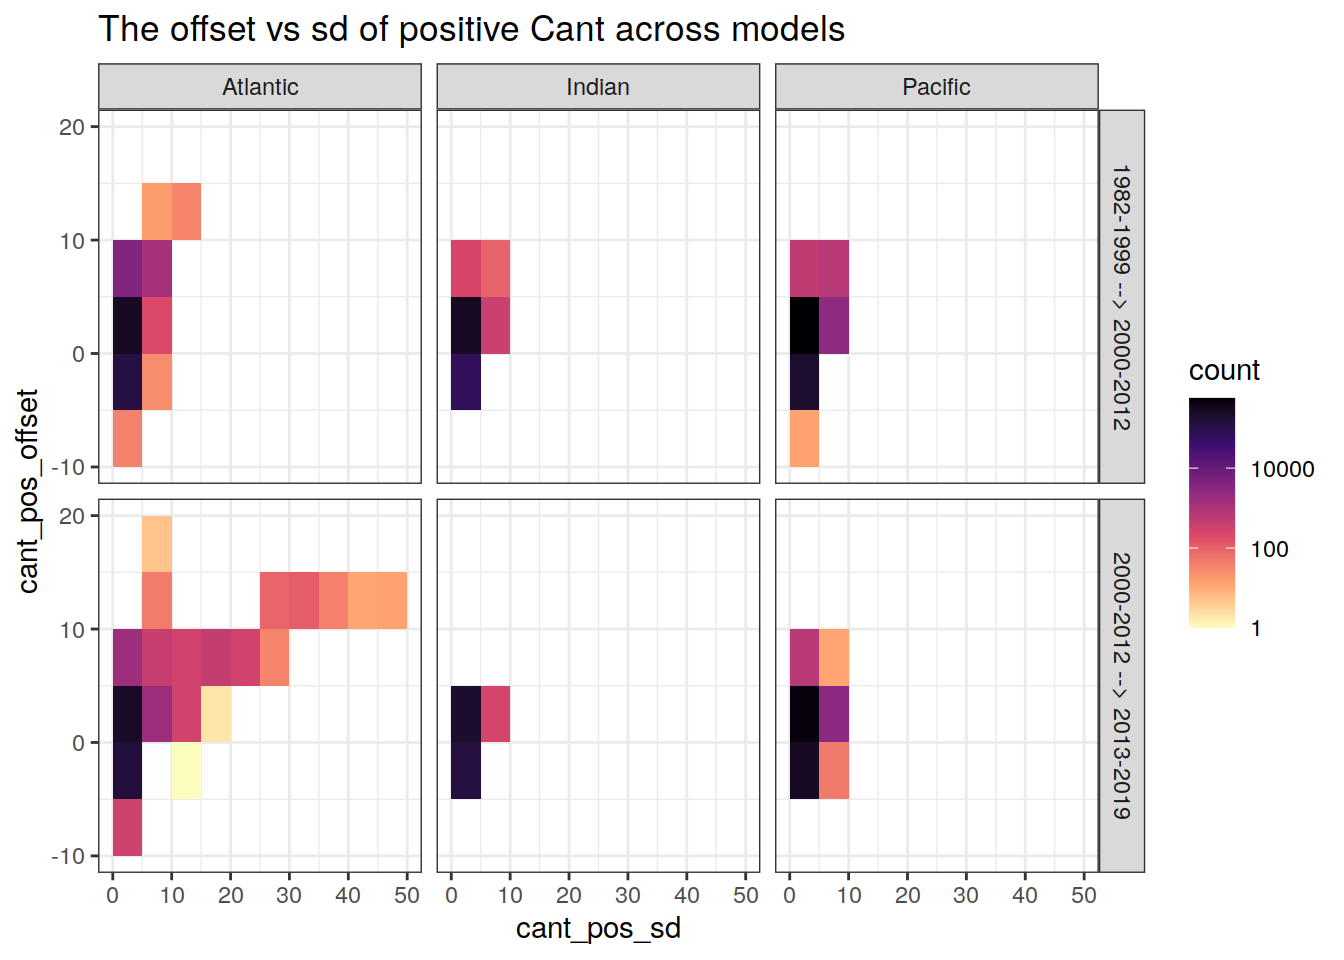 The offset vs sd of positive Cant across models
Atlantic
Indian
Pacific
20
10
0
-10
1982-1999 --> 2000-2012
20
10
0
-10
2000-2012 --> 2013-2019
cant_pos_offset
0 10 20 30 40 50
0 10 20 30 40 50
0 10 20 30 40 50
cant_pos_sd
count
10000
100
1